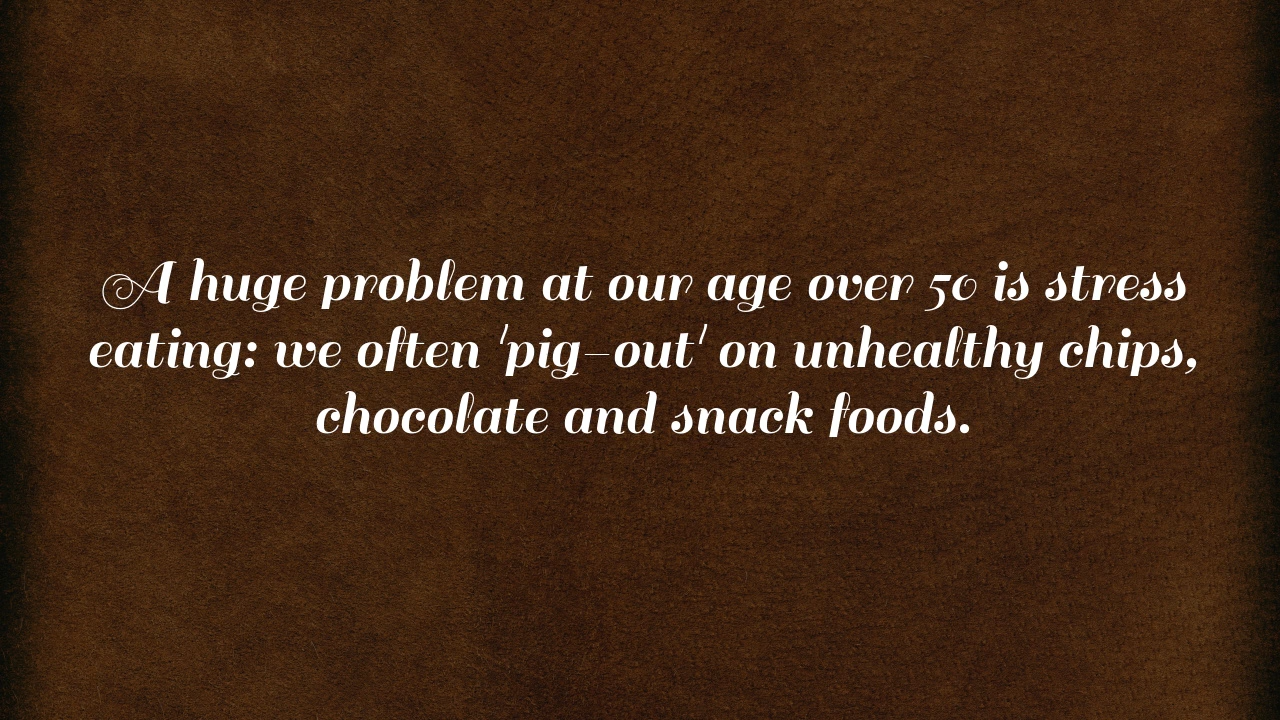 A huge problem at our age over 50 is stress
eating: we often 'pig-out' on unhealthy chips,
chocolate and snack foods.